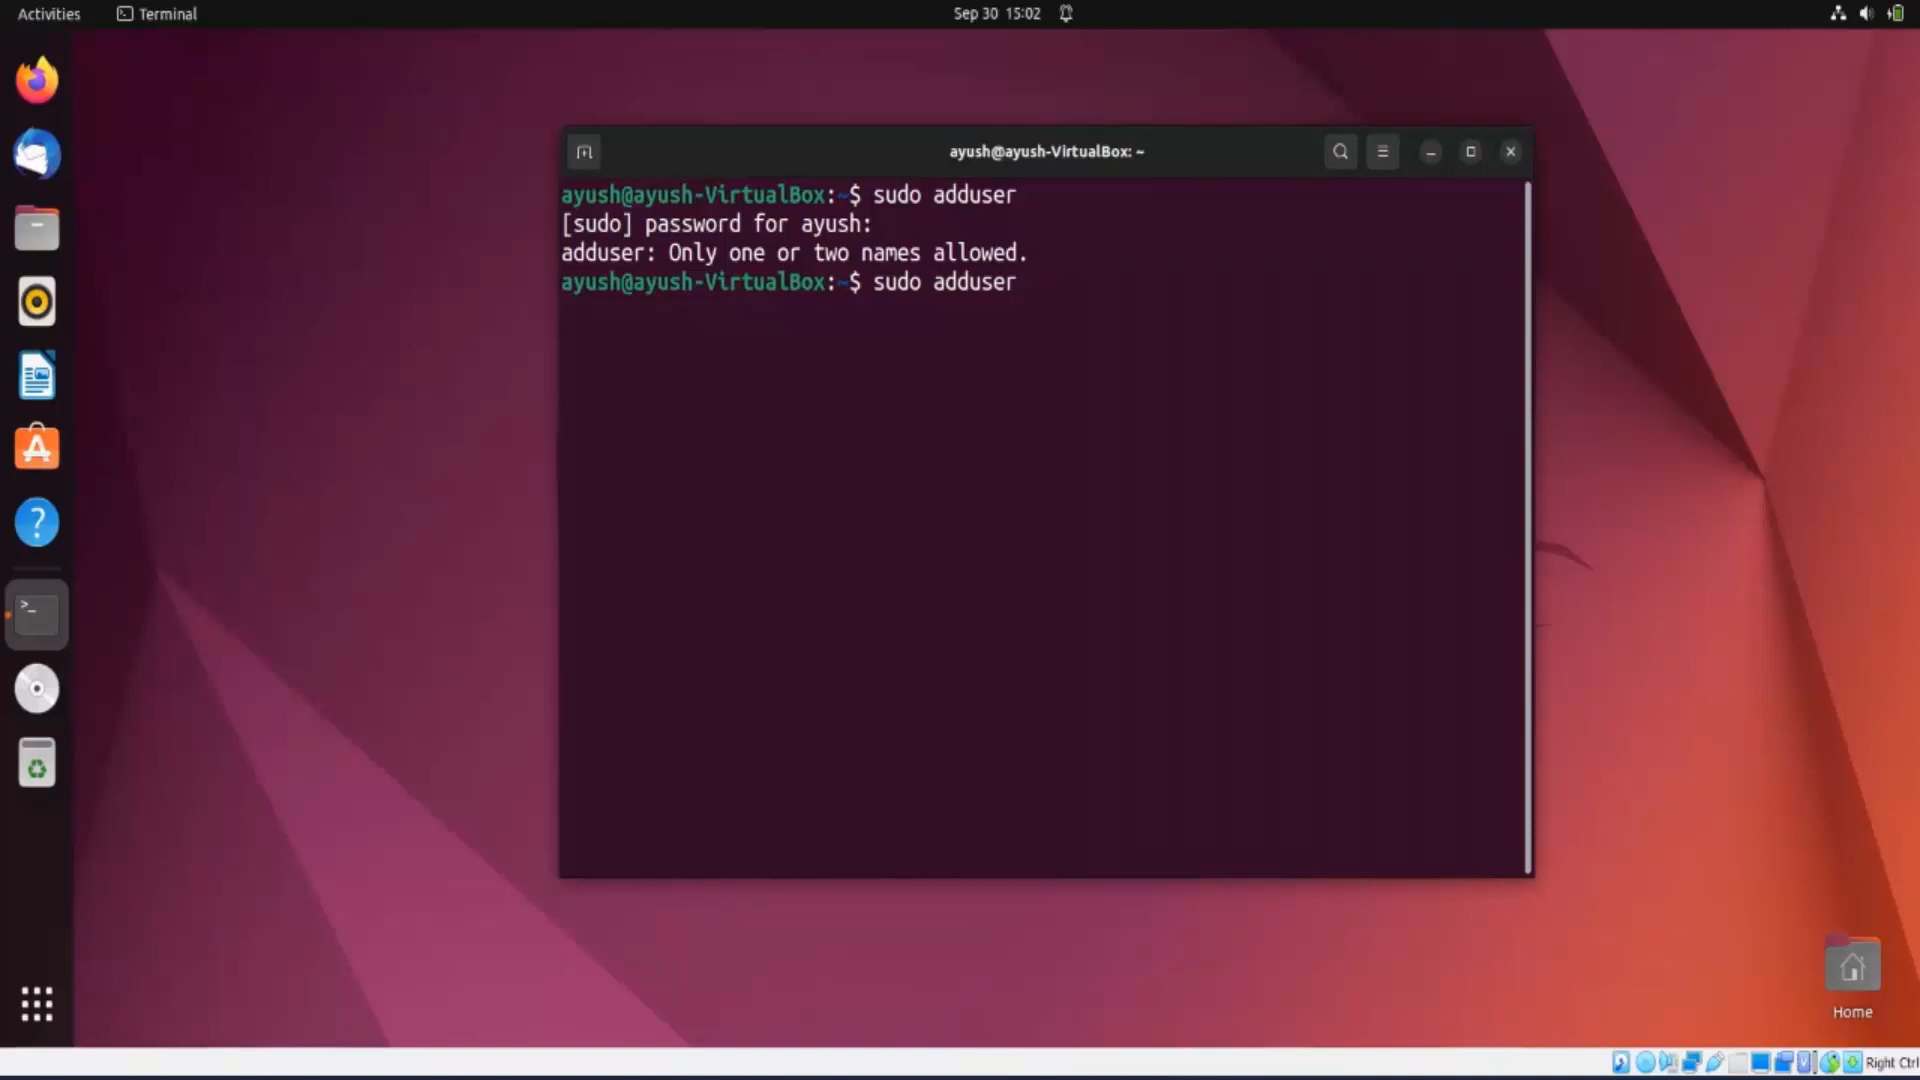 Activities
Terminal
Sep 30 15:02
ayush@ayush-VirtualBox: ~
ayush@ayush-VirtualBox:~$ sudo adduser
[sudo] password for ayush:
adduser: Only one or two names allowed.
ayush@ayush-VirtualBox:~$ sudo adduser
Home
Right Ctrl